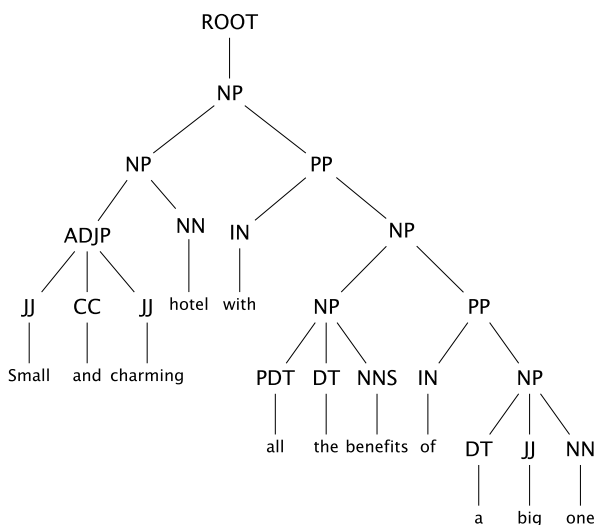 ROOT
NP
NP PP
ADJP NN IN NP
JJ CC JJ hotel with NP PP
Small and charming PDT DT NNS IN NP
all the benefits of DT JJ NN
a big one